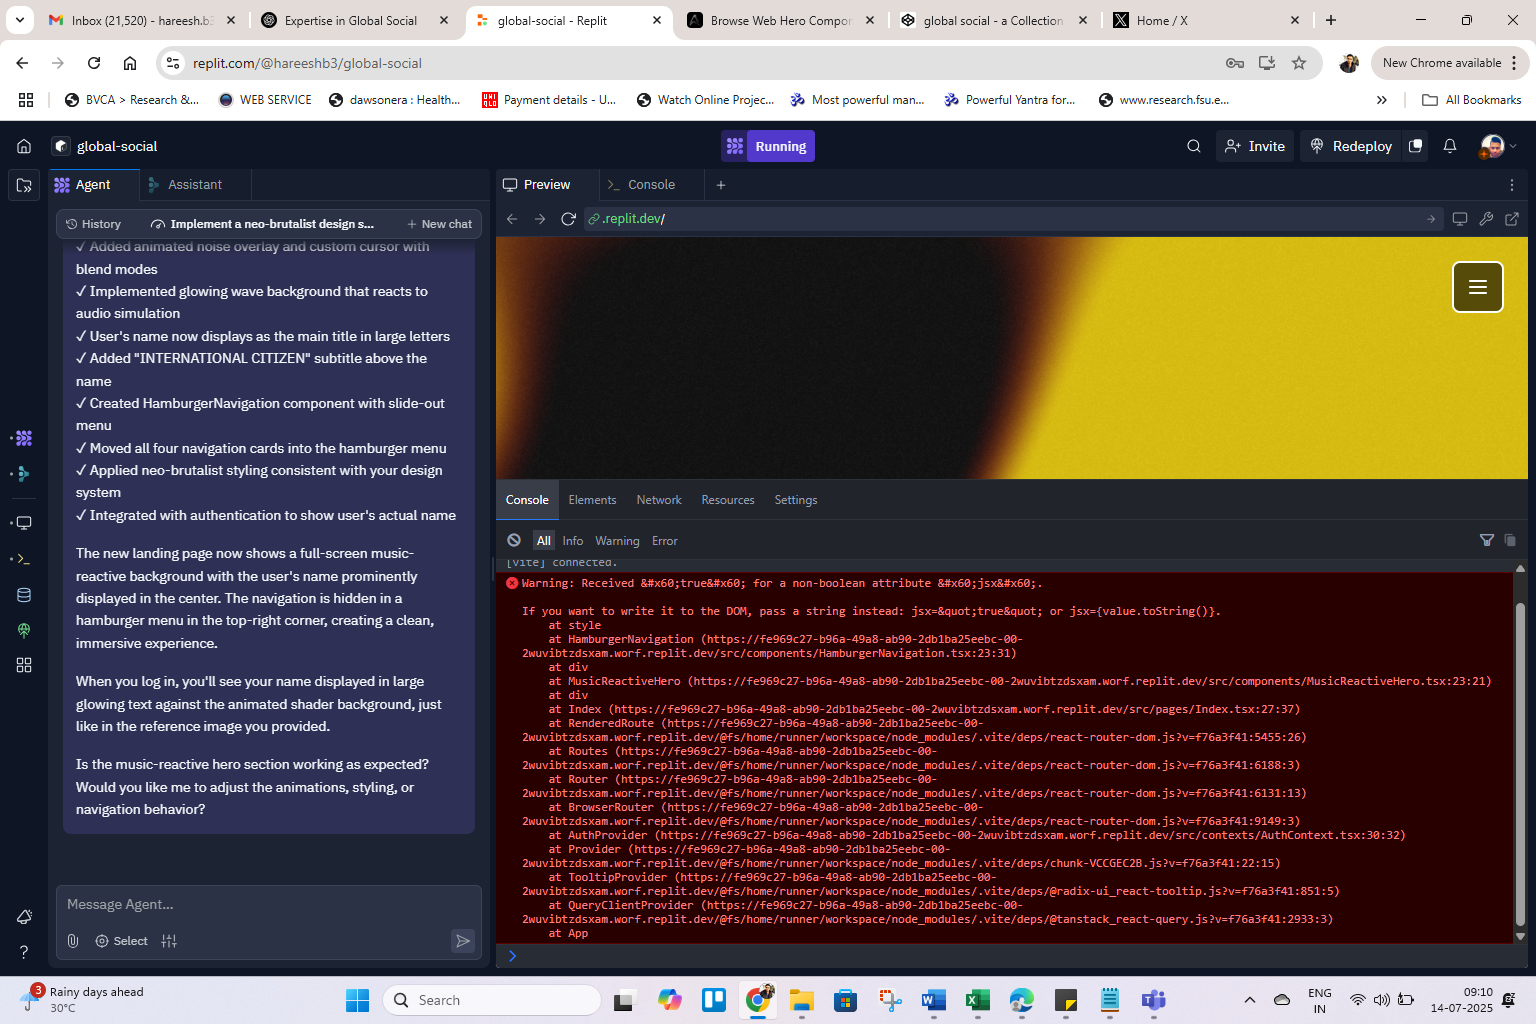 Inbox (21,520) - hareesh.b3
Expertise in Global Social
global-social - Replit
Browse Web Hero Compon
global social - a Collection
Home / X
replit.com/@hareeshb3/global-social
New Chrome available
BVCA > Research &...
WEB SERVICE
dawsonera : Health...
UNI QLO
Payment details - U...
Watch Online Projec...
Most powerful man...
Powerful Yantra for...
www.research.fsu.e...
All Bookmarks
global-social
Running
Invite
Redeploy
Agent
Assistant
Preview
Console
History
Implement a neo-brutalist design s...
New chat
.replit.dev/
✓ Added animated noise overlay and custom cursor with
blend modes
✓ Implemented glowing wave background that reacts to
audio simulation
✓ User's name now displays as the main title in large letters
✓ Added "INTERNATIONAL CITIZEN" subtitle above the
name
✓ Created HamburgerNavigation component with slide-out
menu
✓ Moved all four navigation cards into the hamburger menu
✓ Applied neo-brutalist styling consistent with your design
system
✓ Integrated with authentication to show user's actual name
The new landing page now shows a full-screen music-
reactive background with the user's name prominently
displayed in the center. The navigation is hidden in a
hamburger menu in the top-right corner, creating a clean,
immersive experience.
When you log in, you'll see your name displayed in large
glowing text against the animated shader background, just
like in the reference image you provided.
Is the music-reactive hero section working as expected?
Would you like me to adjust the animations, styling, or
navigation behavior?
Message Agent...
Select
Console
Elements
Network
Resources
Settings
All
Info
Warning
Error
[vite] connected.
Warning: Received &#x60;true&#x60; for a non-boolean attribute &#x60;jsx&#x60;.
If you want to write it to the DOM, pass a string instead: jsx=&quot;true&quot; or jsx={value.toString()}.
at style
at HamburgerNavigation (https://fe969c27-b96a-49a8-ab90-2db1ba25eebc-00-
2wuvibtzdsxam.worf.replit.dev/src/components/HamburgerNavigation.tsx:23:31)
at div
at MusicReactiveHero (https://fe969c27-b96a-49a8-ab90-2db1ba25eebc-00-2wuvibtzdsxam.worf.replit.dev/src/components/MusicReactiveHero.tsx:23:21)
at div
at Index (https://fe969c27-b96a-49a8-ab90-2db1ba25eebc-00-2wuvibtzdsxam.worf.replit.dev/src/pages/Index.tsx:27:37)
at RenderedRoute (https://fe969c27-b96a-49a8-ab90-2db1ba25eebc-00-
2wuvibtzdsxam.worf.replit.dev/@fs/home/runner/workspace/node_modules/.vite/deps/react-router-dom.js?v=f76a3f41:5455:26)
at Routes (https://fe969c27-b96a-49a8-ab90-2db1ba25eebc-00-
2wuvibtzdsxam.worf.replit.dev/@fs/home/runner/workspace/node_modules/.vite/deps/react-router-dom.js?v=f76a3f41:6188:3)
at Router (https://fe969c27-b96a-49a8-ab90-2db1ba25eebc-00-
2wuvibtzdsxam.worf.replit.dev/@fs/home/runner/workspace/node_modules/.vite/deps/react-router-dom.js?v=f76a3f41:6131:13)
at BrowserRouter (https://fe969c27-b96a-49a8-ab90-2db1ba25eebc-00-
2wuvibtzdsxam.worf.replit.dev/@fs/home/runner/workspace/node_modules/.vite/deps/react-router-dom.js?v=f76a3f41:9149:3)
at AuthProvider (https://fe969c27-b96a-49a8-ab90-2db1ba25eebc-00-2wuvibtzdsxam.worf.replit.dev/src/contexts/AuthContext.tsx:30:32)
at Provider (https://fe969c27-b96a-49a8-ab90-2db1ba25eebc-00-
2wuvibtzdsxam.worf.replit.dev/@fs/home/runner/workspace/node_modules/.vite/deps/chunk-VCCGEC2B.js?v=f76a3f41:22:15)
at TooltipProvider (https://fe969c27-b96a-49a8-ab90-2db1ba25eebc-00-
2wuvibtzdsxam.worf.replit.dev/@fs/home/runner/workspace/node_modules/.vite/deps/@radix-ui_react-tooltip.js?v=f76a3f41:851:5)
at QueryClientProvider (https://fe969c27-b96a-49a8-ab90-2db1ba25eebc-00-
2wuvibtzdsxam.worf.replit.dev/@fs/home/runner/workspace/node_modules/.vite/deps/@tanstack_react-query.js?v=f76a3f41:2933:3)
at App
3
Rainy days ahead
30°C
Search
ENG
IN
09:10
14-07-2025